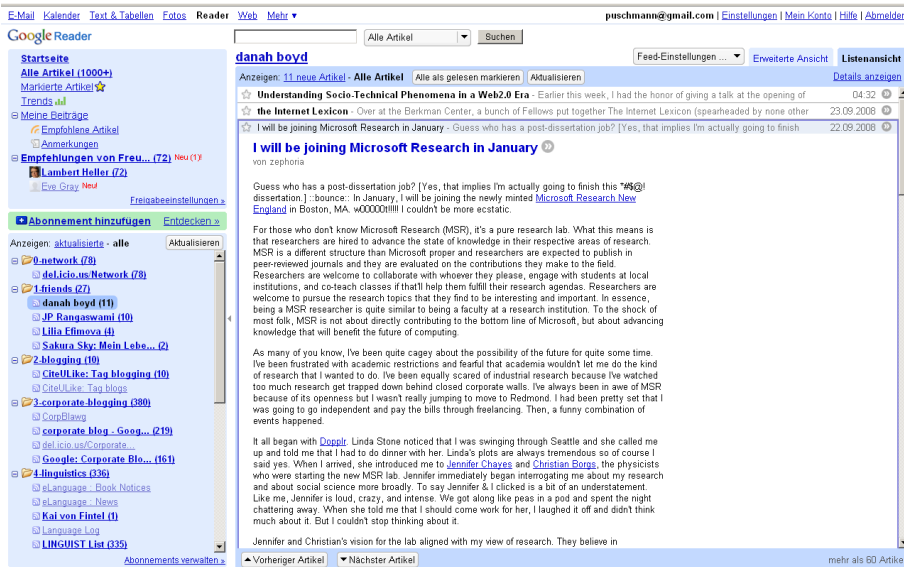 E-Mail Kalender Text & Tabellen Fotos Reader Web Mehr ▼
puschmann@gmail.com | Einstellungen | Mein Konto | Hilfe | Abmelden
Google Reader
Alle Artikel
Suchen
Startseite
Alle Artikel (1000+)
Markierte Artikel
Trends
Meine Beiträge
Empfohlene Artikel
Anmerkungen
Empfehlungen von Freu... (72) Neu (1)!
Lambert Heller (72)
Eve Gray Neu!
Freigabeeinstellungen »
Abonnement hinzufügen Entdecken »
Anzeigen: aktualisierte - alle Aktualisieren
0-network (78)
del.icio.us/Network (78)
1-friends (27)
danah boyd (11)
JP Rangaswami (10)
Lilia Efimova (4)
Sakura Sky: Mein Lebe... (2)
2-blogging (10)
CiteULike: Tag blogging (10)
CiteULike: Tag blogs
3-corporate-blogging (380)
CorpBlawg
corporate blog - Goog... (219)
del.icio.us/Corporate...
Google: Corporate Blo... (161)
4-linguistics (336)
eLanguage : Book Notices
eLanguage : News
Kai von Fintel (1)
Language Log
LINGUIST List (335)
Abonnements verwalten »
danah boyd
Feed-Einstellungen ... ▼ Erweiterte Ansicht Listenansicht
Anzeigen: 11 neue Artikel - Alle Artikel Alle als gelesen markieren Aktualisieren Details anzeigen
Understanding Socio-Technical Phenomena in a Web2.0 Era - Earlier this week, I had the honor of giving a talk at the opening of 04:32
the Internet Lexicon - Over at the Berkman Center, a bunch of Fellows put together The Internet Lexicon (spearheaded by none other 23.09.2008
I will be joining Microsoft Research in January - Guess who has a post-dissertation job? [Yes, that implies I'm actually going to finish 22.09.2008
I will be joining Microsoft Research in January
von zephoria
Guess who has a post-dissertation job? [Yes, that implies I'm actually going to finish this *#$@!
dissertation.] ::bounce:: In January, I will be joining the newly minted Microsoft Research New
England in Boston, MA. w00000t!!!!! I couldn't be more ecstatic.
For those who don't know Microsoft Research (MSR), it's a pure research lab. What this means is
that researchers are hired to advance the state of knowledge in their respective areas of research.
MSR is a different structure than Microsoft proper and researchers are expected to publish in
peer-reviewed journals and they are evaluated on the contributions they make to the field.
Researchers are welcome to collaborate with whoever they please, engage with students at local
institutions, and co-teach classes if that'll help them fulfill their research agendas. Researchers are
welcome to pursue the research topics that they find to be interesting and important. In essence,
being a MSR researcher is quite similar to being a faculty at a research institution. To the shock of
most folk, MSR is not about directly contributing to the bottom line of Microsoft, but about advancing
knowledge that will benefit the future of computing.
As many of you know, I've been quite cagey about the possibility of the future for quite some time.
I've been frustrated with academic restrictions and fearful that academia wouldn't let me do the kind
of research that I wanted to do. I've been equally scared of industrial research because I've watched
too much research get trapped down behind closed corporate walls. I've always been in awe of MSR
because of its openness but I wasn't really jumping to move to Redmond. I had been pretty set that I
was going to go independent and pay the bills through freelancing. Then, a funny combination of
events happened.
It all began with Dopplr. Linda Stone noticed that I was swinging through Seattle and she called me
up and told me that I had to do dinner with her. Linda's plots are always tremendous so of course I
said yes. When I arrived, she introduced me to Jennifer Chayes and Christian Borgs, the physicists
who were starting the new MSR lab. Jennifer immediately began interrogating me about my research
and about social science more broadly. To say Jennifer & I clicked is a bit of an understatement.
Like me, Jennifer is loud, crazy, and intense. We got along like peas in a pod and spent the night
chattering away. When she told me that I should come work for her, I laughed it off and didn't think
much about it. But I couldn't stop thinking about it.
Jennifer and Christian's vision for the lab aligned with my view of research. They believe in
Vorheriger Artikel Nächster Artikel mehr als 60 Artikel